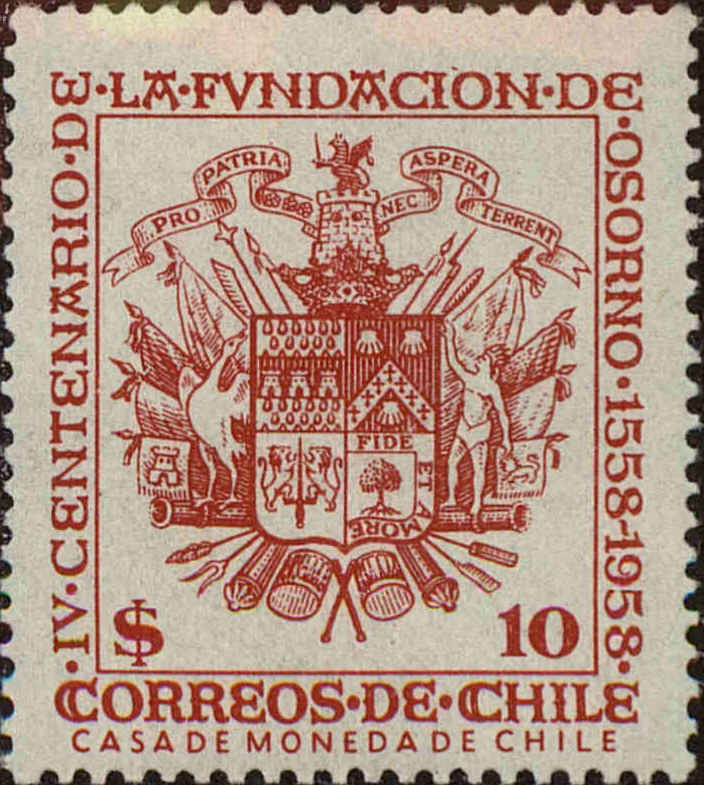 ·IV·CENTENARIO·DE
·LA·FVNDACION·DE
·OSORNO·1558-1958·
PRO PATRIA
NEC ASPERA TERRENT
FIDE ET AMORE
$ 10
CORREOS·DE·CHILE
CASA DE MONEDA DE CHILE